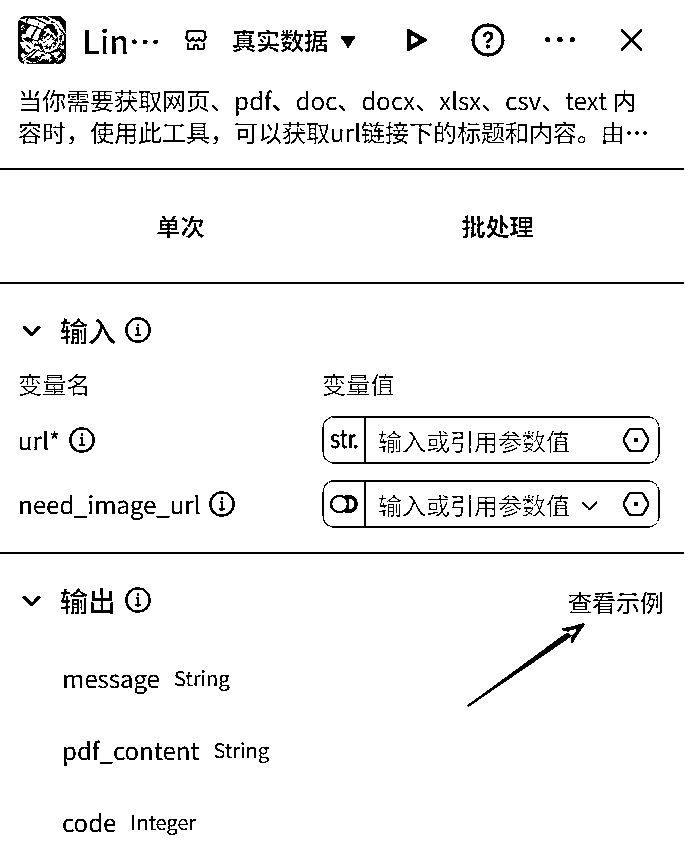 Lin… 真实数据
当你需要获取网页、pdf、doc、docx、xlsx、csv、text 内
容时，使用此工具，可以获取url链接下的标题和内容。由…
单次 批处理
输入
变量名 变量值
url* str. 输入或引用参数值
need_image_url 输入或引用参数值
输出 查看示例
message String
pdf_content String
code Integer